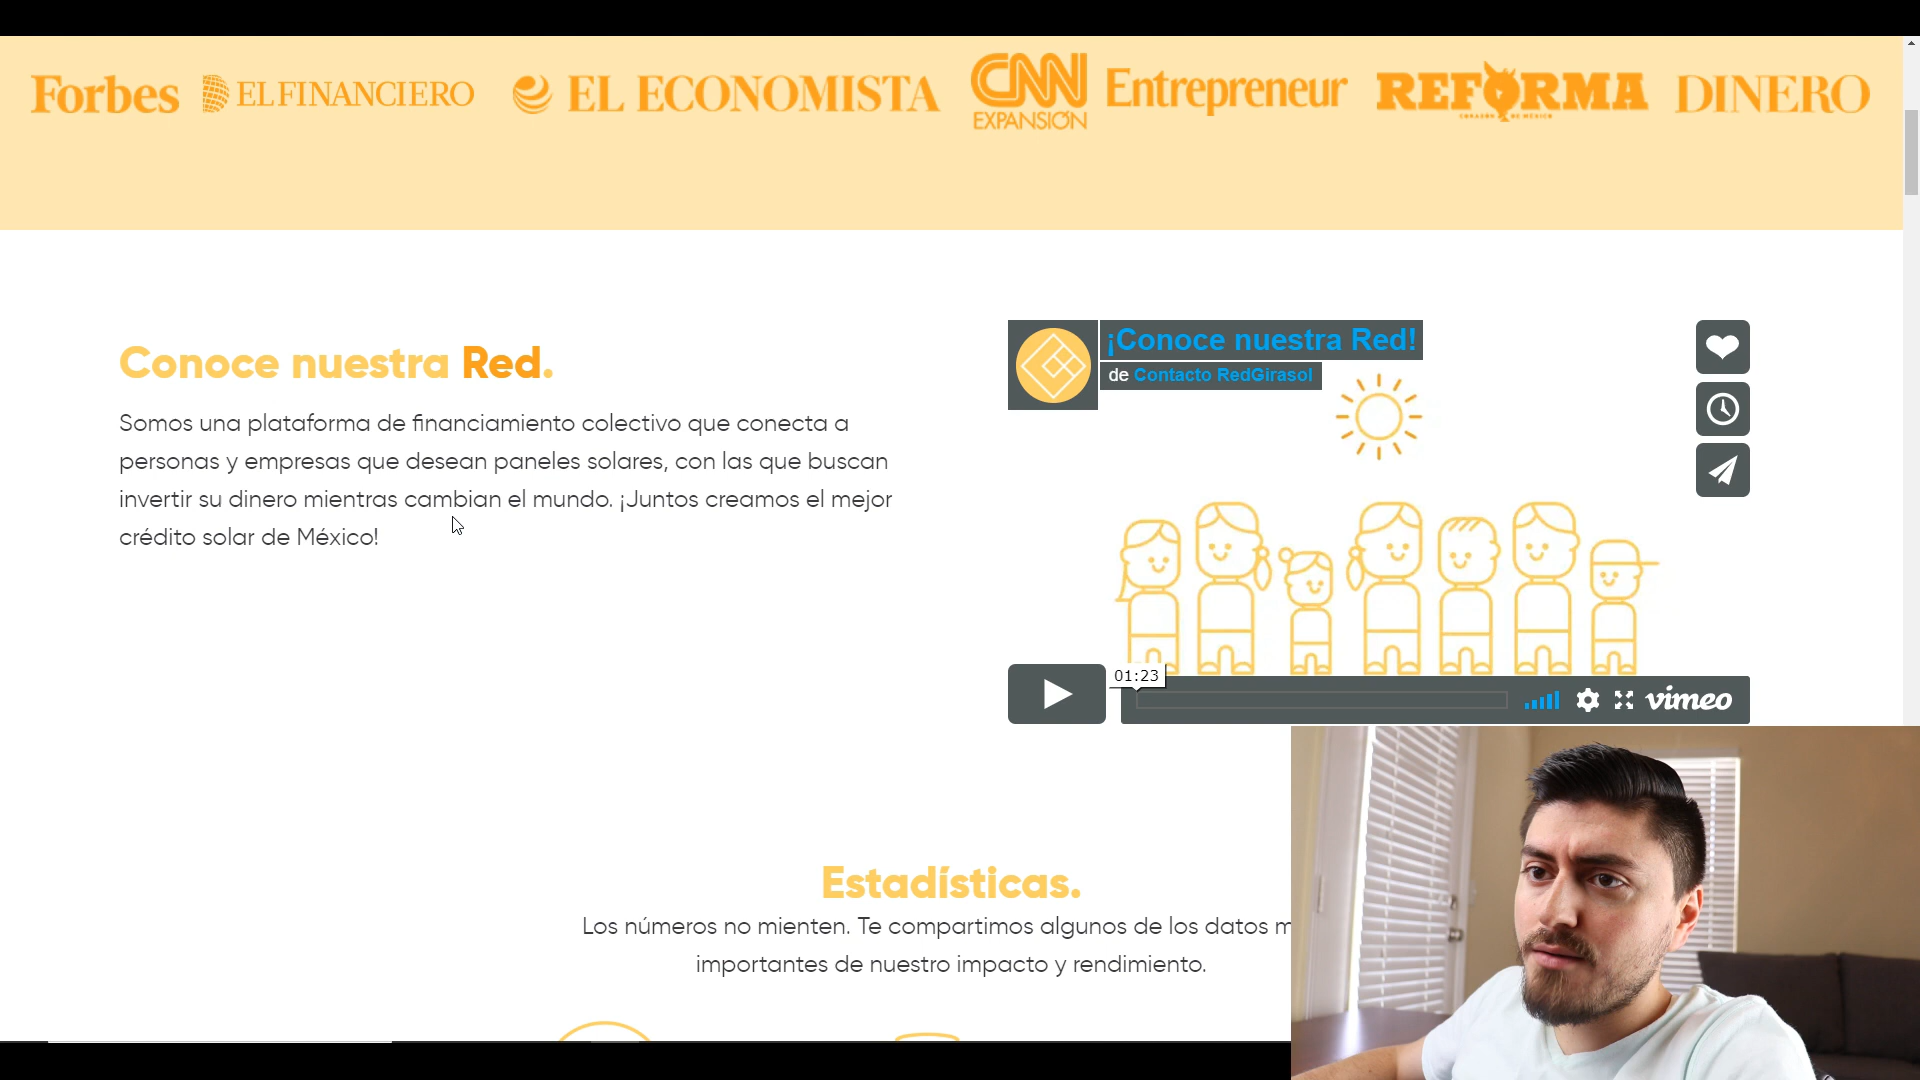 Forbes
EL FINANCIERO
EL ECONOMISTA
CNN
EXPANSIÓN
Entrepreneur
REFORMA
CORAZÓN DE MÉXICO
DINERO
Conoce nuestra Red.
Somos una plataforma de financiamiento colectivo que conecta a
personas y empresas que desean paneles solares, con las que buscan
invertir su dinero mientras cambian el mundo. ¡Juntos creamos el mejor
crédito solar de México!
¡Conoce nuestra Red!
de Contacto RedGirasol
01:23
vimeo
Estadísticas.
Los números no mienten. Te compartimos algunos de los datos m
importantes de nuestro impacto y rendimiento.